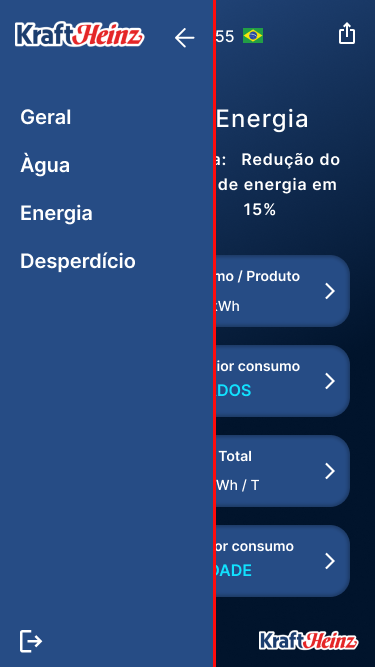 KraftHeinz
55
Geral
Àgua
Energia
Desperdício
Energia
a: Redução do
de energia em
15%
mo / Produto
Wh
ior consumo
DOS
Total
Wh / T
or consumo
DADE
KraftHeinz